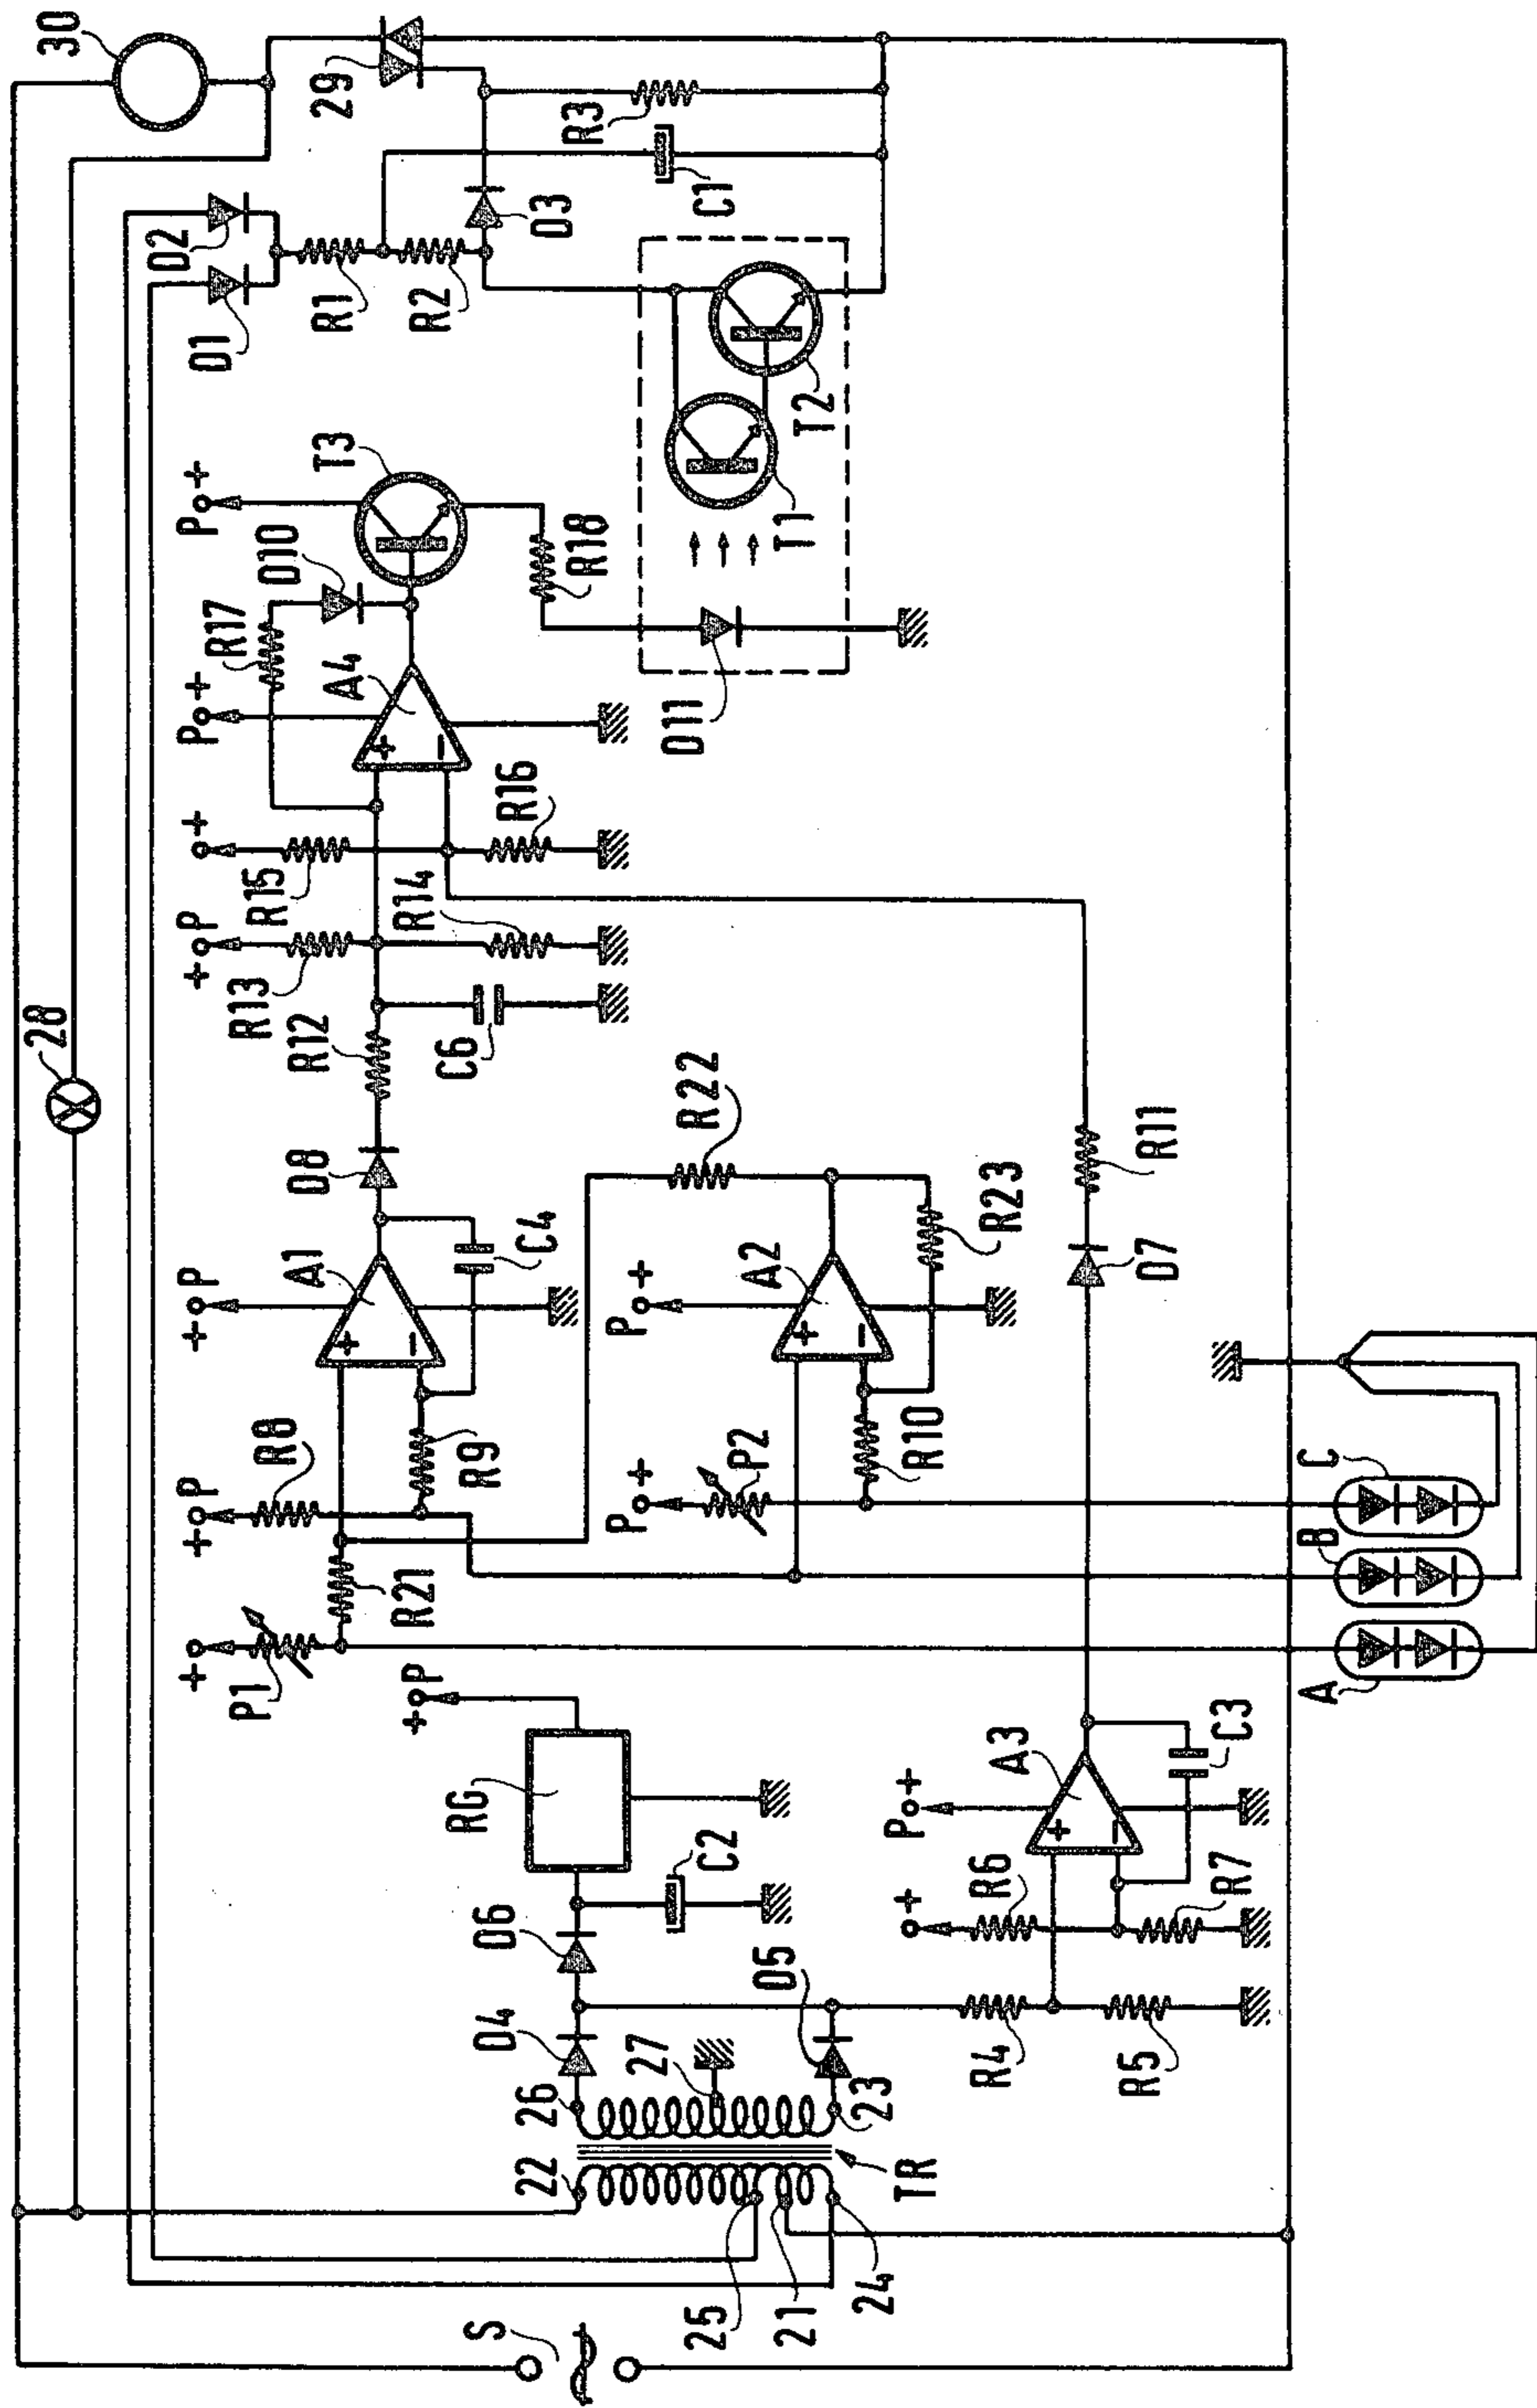 30
28
29
D2
D1
R1
R2
R3
D3
C1
T2
T1
P +
T3
D10
R17
R18
P +
A4
+
−
D11
+
R15
R16
+ P
R13
R14
R12
C6
D8
+ P
A1
+
−
C4
R22
R23
P +
A2
+
−
R11
D7
+ P
R8
R9
P +
P2
R10
+
P1
R21
A
B
C
+ P
RG
C2
D6
D4
D5
P +
A3
+
−
C3
+
R6
R7
R4
R5
22
26
27
23
TR
25
21
24
S